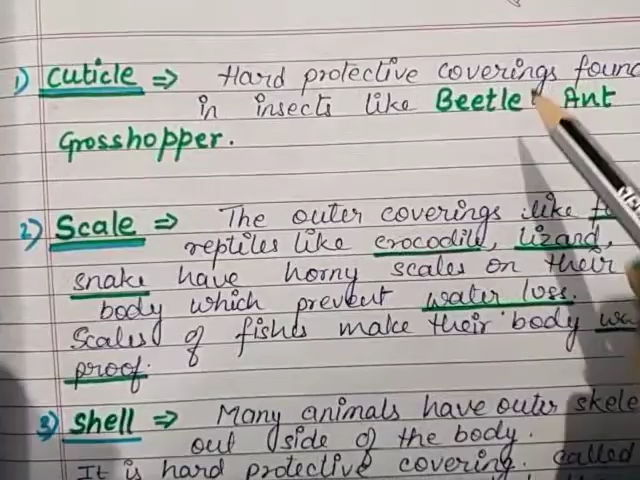 1) Cuticle ⇒ Hard protective coverings found
in insects like Beetle Ant
Grosshopper.
2) Scale ⇒ The outer coverings like
reptiles like crocodile, lizard,
snake have horny scales on their
body which prevent water loss.
Scales of fishes make their body wa
proof.
3) Shell ⇒ Many animals have outer skele
out side of the body.
It is hard protective covering. called